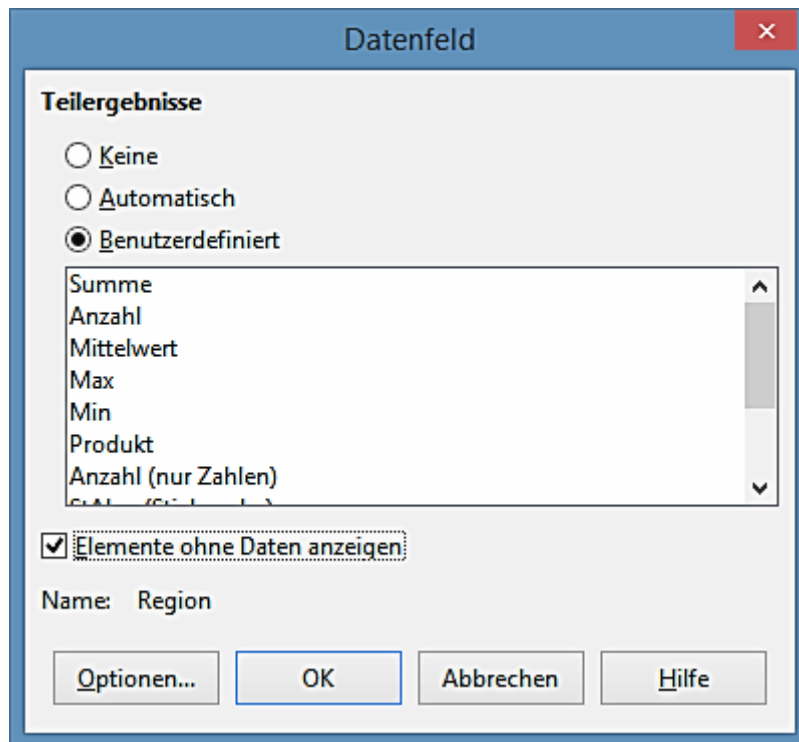 Datenfeld
Teilergebnisse
Keine
Automatisch
Benutzerdefiniert
Summe
Anzahl
Mittelwert
Max
Min
Produkt
Anzahl (nur Zahlen)
Elemente ohne Daten anzeigen
Name: Region
Optionen... OK Abbrechen Hilfe